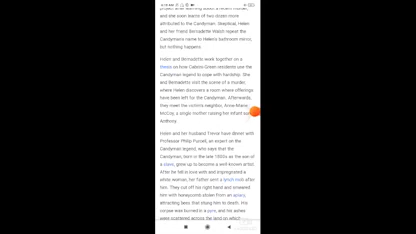 and she soon learns of two dozen more
attributed to the Candyman. Skeptical, Helen
and her friend Bernadette Walsh repeat the
Candyman's name to Helen's bathroom mirror,
but nothing happens.
Helen and Bernadette work together on a
thesis on how Cabrini-Green residents use the
Candyman legend to cope with hardship. She
and Bernadette visit the scene of a murder,
where Helen discovers a room where offerings
have been left for the Candyman. Afterwards,
they meet the victim's neighbor, Anne-Marie
McCoy, a single mother raising her infant son
Anthony.
Helen and her husband Trevor have dinner with
Professor Philip Purcell, an expert on the
Candyman legend, who says that the
Candyman, born in the late 1800s as the son of
a slave, grew up to become a well-known artist.
After he fell in love with and impregnated a
white woman, her father sent a lynch mob after
him. They cut off his right hand and smeared
him with honeycomb stolen from an apiary,
attracting bees that stung him to death. His
corpse was burned in a pyre, and his ashes
were scattered across the land on which